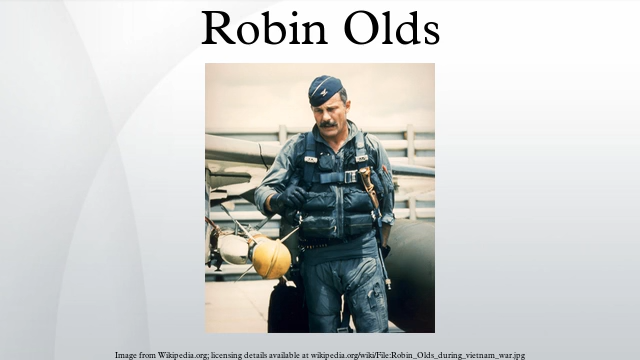 Robin Olds
Image from Wikipedia.org; licensing details available at wikipedia.org/wiki/File:Robin_Olds_during_vietnam_war.jpg